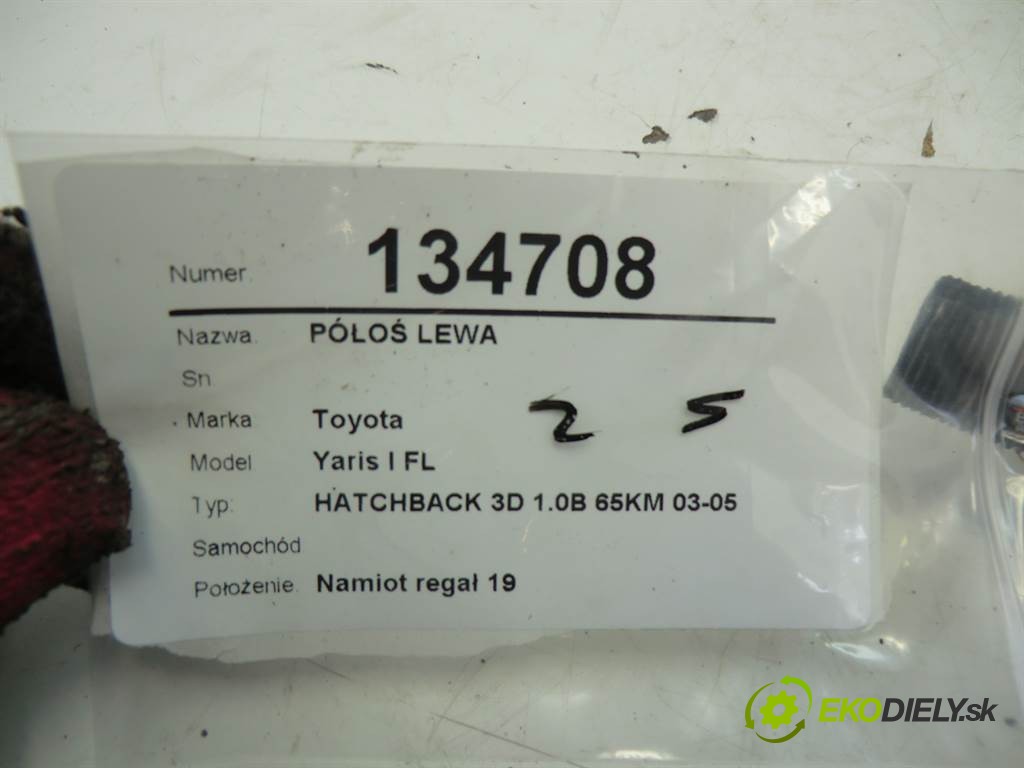 Numer. 134708
Nazwa. PÓŁOŚ LEWA
Sn
Marka Toyota
2 5
Model Yaris I FL
Typ: HATCHBACK 3D 1.0B 65KM 03-05
Samochód
Położenie. Namiot regał 19
EKODIELY.sk